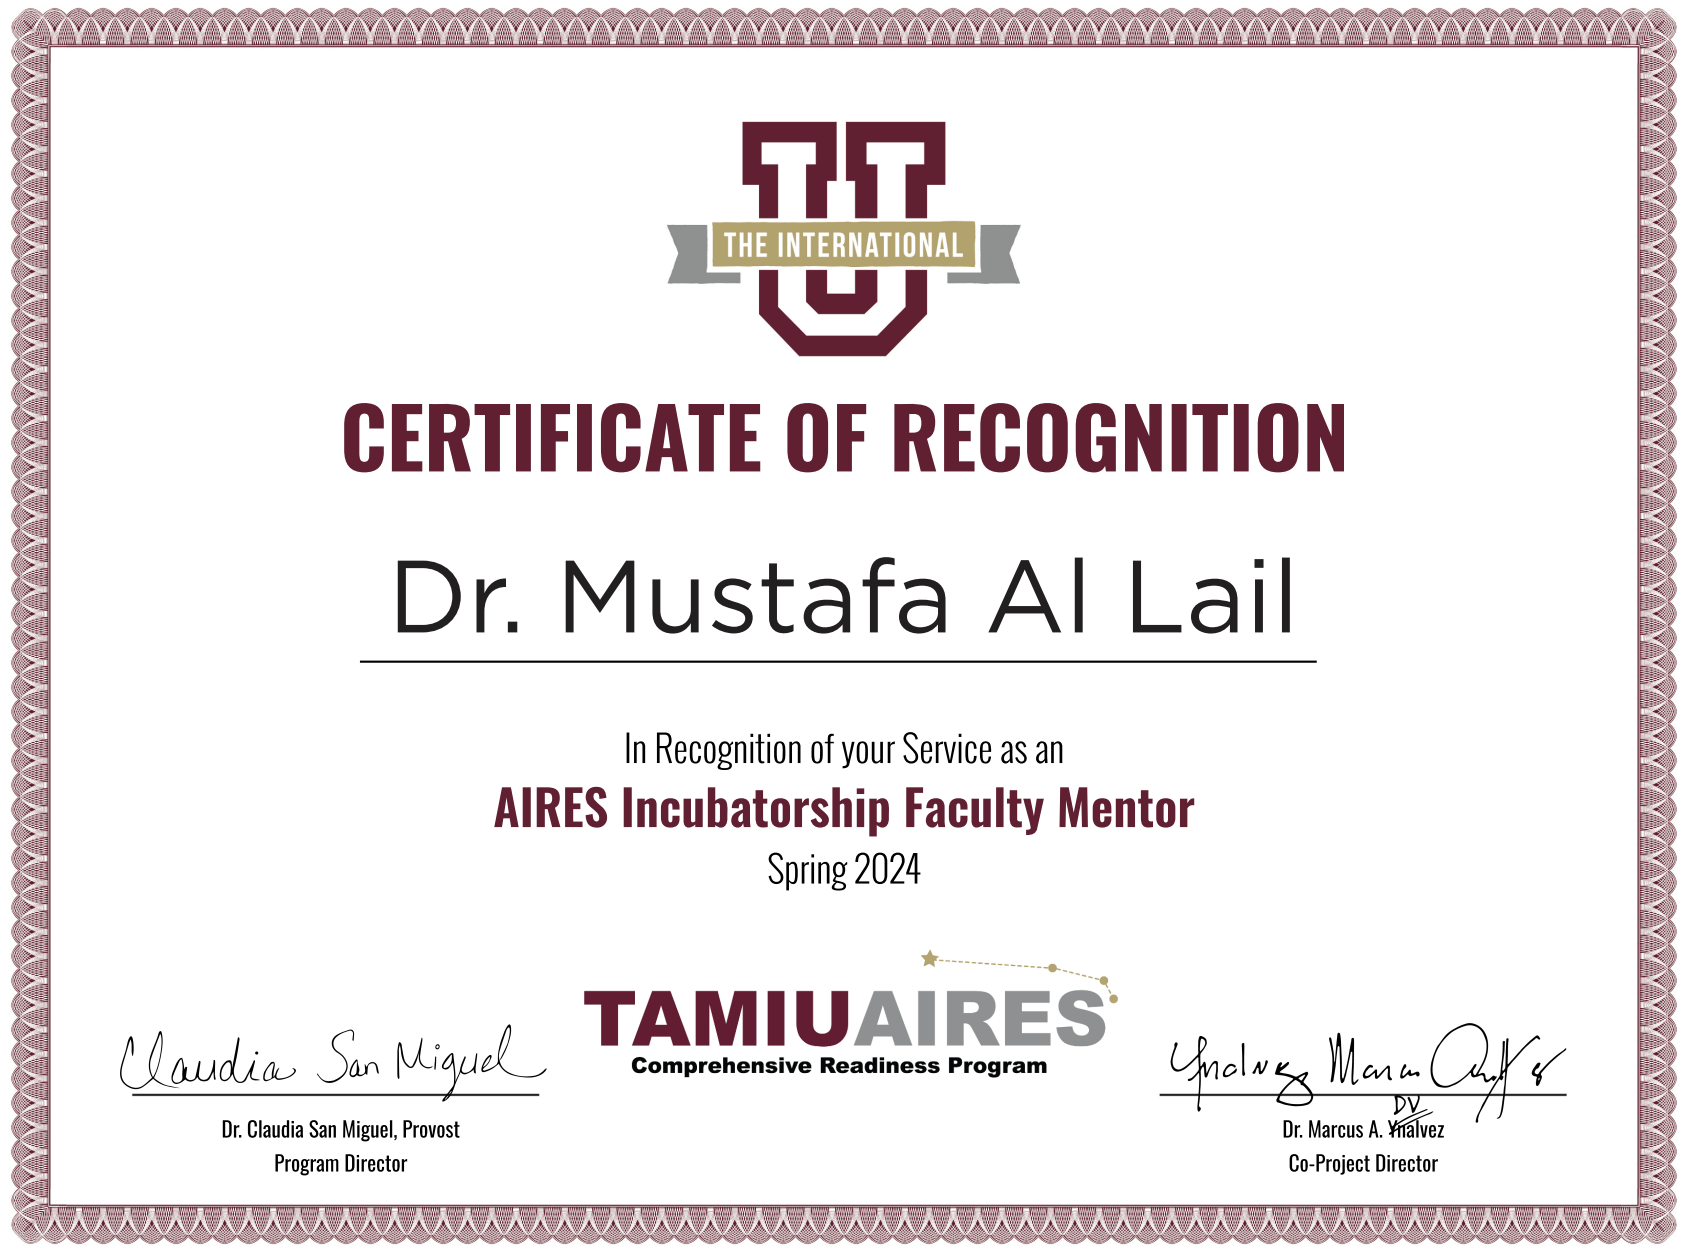 THE INTERNATIONAL
U
CERTIFICATE OF RECOGNITION
Dr. Mustafa Al Lail
In Recognition of your Service as an
AIRES Incubatorship Faculty Mentor
Spring 2024
TAMIUAIRES
Comprehensive Readiness Program
Claudia San Miguel
Dr. Claudia San Miguel, Provost
Program Director
Ynalvez Marcus
DV
Dr. Marcus A. Ynalvez
Co-Project Director